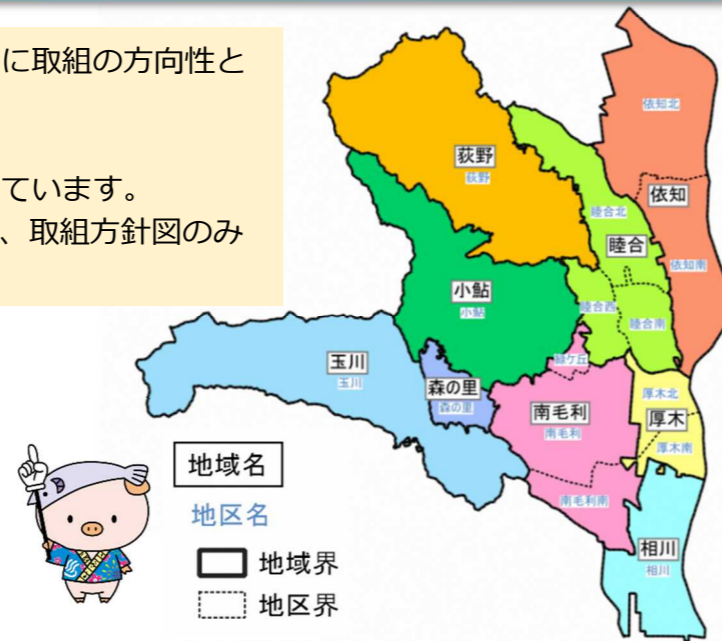 に取組の方向性と
ています。
、取組方針図のみ
依知北
荻野
荻野
依知
睦合北
睦合
依知南
小鮎
小鮎
睦合西
睦合南
玉川
玉川
緑ケ丘
森の里
森の里
厚木北
南毛利
南毛利
厚木
厚木南
地域名
南毛利南
地区名
相川
相川
地域界
地区界